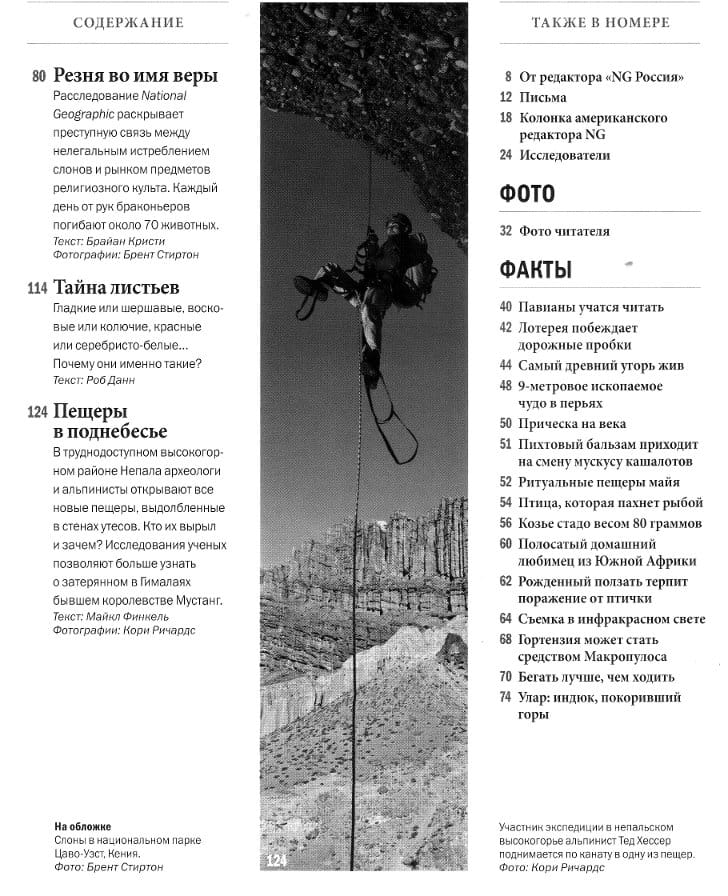 СОДЕРЖАНИЕ
80 Резня во имя веры
Расследование National
Geographic раскрывает
преступную связь между
нелегальным истреблением
слонов и рынком предметов
религиозного культа. Каждый
день от рук браконьеров
погибают около 70 животных.
Текст: Брайан Кристи
Фотографии: Брент Стиртон
114 Тайна листьев
Гладкие или шершавые, воско-
вые или колючие, красные
или серебристо-белые...
Почему они именно такие?
Текст: Роб Данн
124 Пещеры
в поднебесье
В труднодоступном высокогор-
ном районе Непала археологи
и альпинисты открывают все
новые пещеры, выдолбленные
в стенах утесов. Кто их вырыл
и зачем? Исследования ученых
позволяют больше узнать
о затерянном в Гималаях
бывшем королевстве Мустанг.
Текст: Майкл Финкель
Фотографии: Кори Ричардс
На обложке
Слоны в национальном парке
Цаво-Уэст, Кения.
Фото: Брент Стиртон
124
ТАКЖЕ В НОМЕРЕ
8 От редактора «NG Россия»
12 Письма
18 Колонка американского
редактора NG
24 Исследователи
ФОТО
32 Фото читателя
ФАКТЫ
40 Павианы учатся читать
42 Лотерея побеждает
дорожные пробки
44 Самый древний угорь жив
48 9-метровое ископаемое
чудо в перьях
50 Прическа на века
51 Пихтовый бальзам приходит
на смену мускусу кашалотов
52 Ритуальные пещеры майя
54 Птица, которая пахнет рыбой
56 Козье стадо весом 80 граммов
60 Полосатый домашний
любимец из Южной Африки
62 Рожденный ползать терпит
поражение от птички
64 Съемка в инфракрасном свете
68 Гортензия может стать
средством Макропулоса
70 Бегать лучше, чем ходить
74 Улар: индюк, покоривший
горы
Участник экспедиции в непальском
высокогорье альпинист Тед Хессер
поднимается по канату в одну из пещер.
Фото: Кори Ричардс